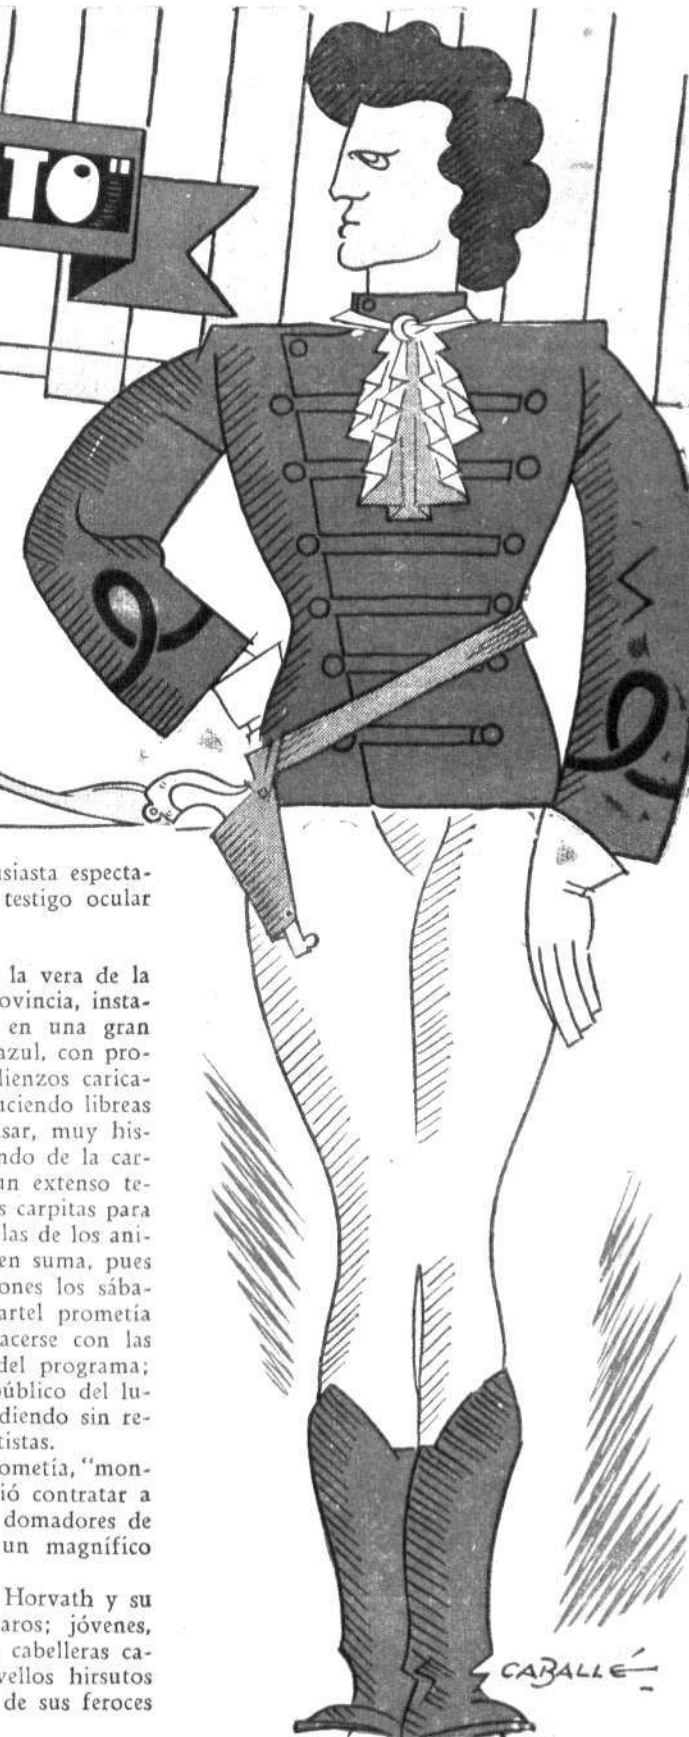 TO"
siasta especta-
testigo ocular
la vera de la
ovincia, insta-
en una gran
azul, con pro-
lienzos carica-
uciendo libreas
sar, muy his-
ndo de la car-
un extenso te-
s carpitas para
las de los ani-
en suma, pues
ones los sába-
artel prometía
acerse con las
del programa;
público del lu-
diendo sin re-
tistas.
ometía, "mon-
ió contratar a
domadores de
un magnífico
Horvath y su
aros; jóvenes,
cabelleras ca-
vellos hirsutos
de sus feroces
CABALLÉ